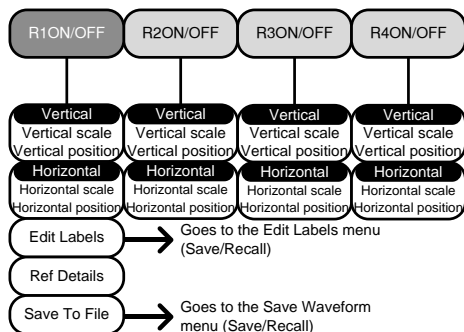 R1ON/OFF R2ON/OFF R3ON/OFF R4ON/OFF
Vertical Vertical Vertical Vertical
Vertical scale Vertical scale Vertical scale Vertical scale
Vertical position Vertical position Vertical position Vertical position
Horizontal Horizontal Horizontal Horizontal
Horizontal scale Horizontal scale Horizontal scale Horizontal scale
Horizontal position Horizontal position Horizontal position Horizontal position
Edit Labels Goes to the Edit Labels menu
(Save/Recall)
Ref Details
Save To File Goes to the Save Waveform
menu (Save/Recall)